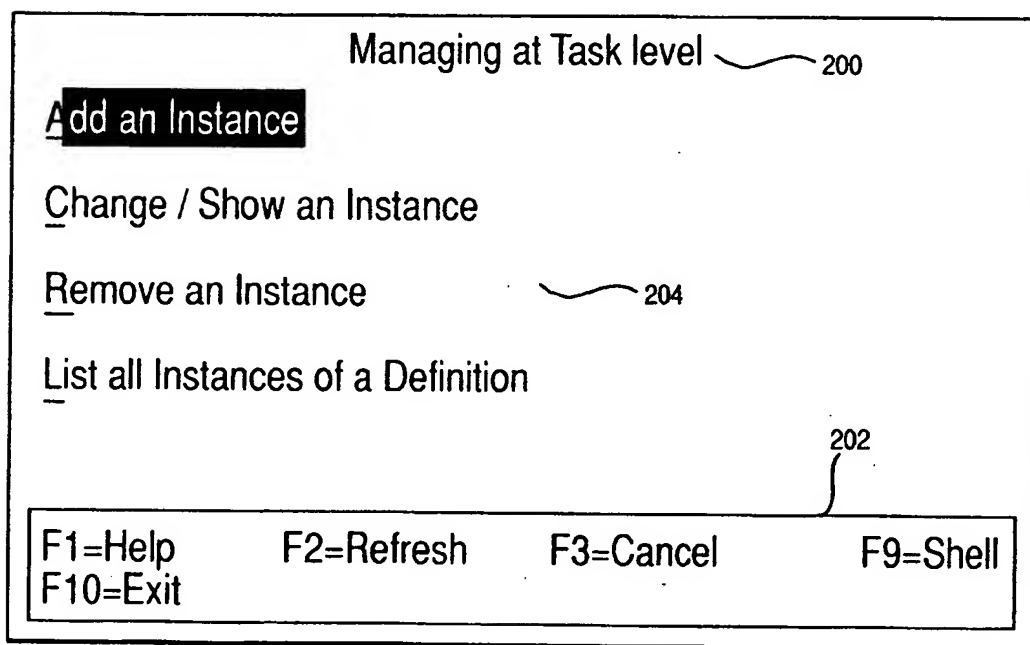 Managing at Task level 200
Add an Instance
Change / Show an Instance
Remove an Instance 204
List all Instances of a Definition
202
F1=Help F2=Refresh F3=Cancel F9=Shell
F10=Exit